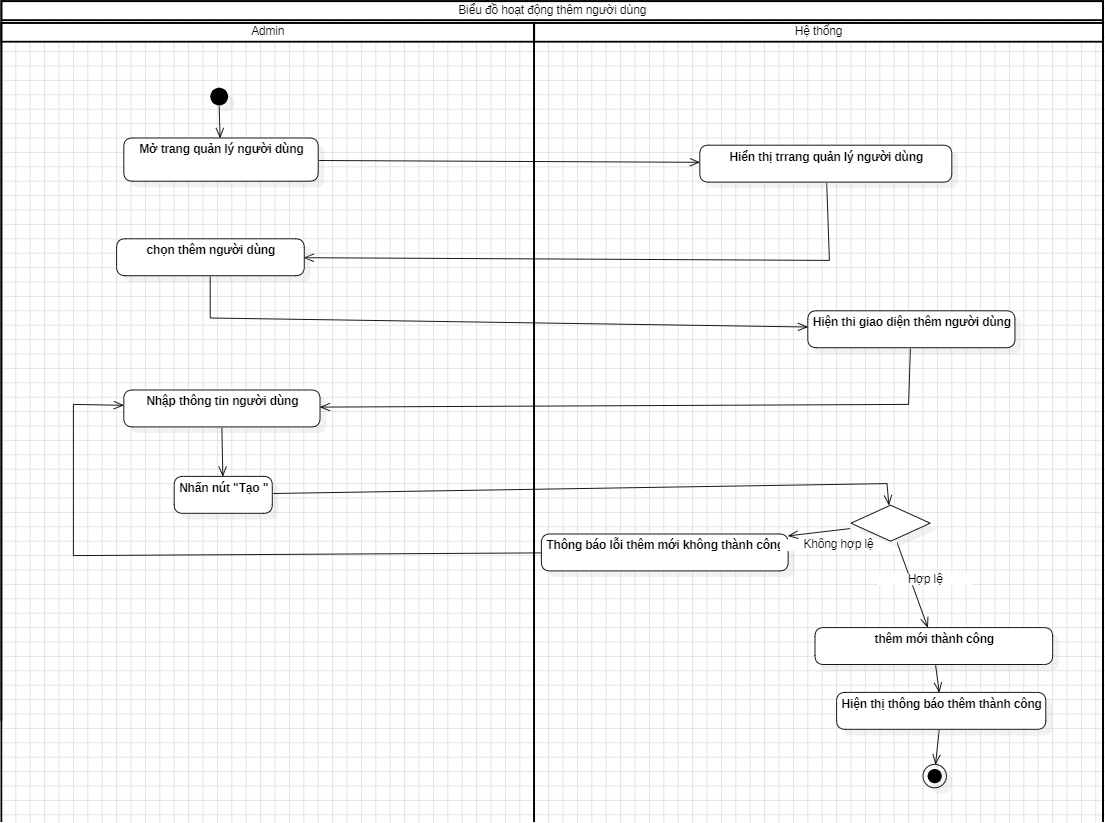 Biểu đồ hoạt động thêm người dùng
Admin
Hệ thống
Mở trang quản lý người dùng
Hiển thị trrang quản lý người dùng
chọn thêm người dùng
Hiện thi giao diện thêm người dùng
Nhập thông tin người dùng
Nhấn nút "Tạo "
Thông báo lỗi thêm mới không thành công
Không hợp lệ
Hợp lệ
thêm mới thành công
Hiện thị thông báo thêm thành công